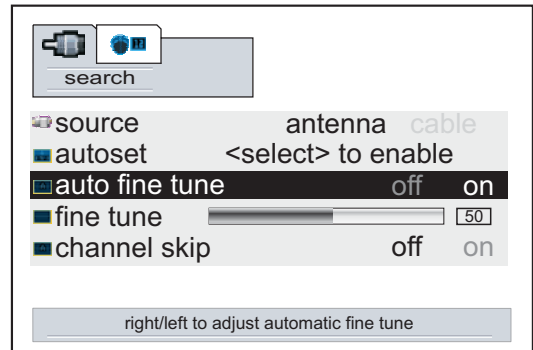 search
source antenna cable
autoset <select> to enable
auto fine tune off on
fine tune 50
channel skip off on
right/left to adjust automatic fine tune